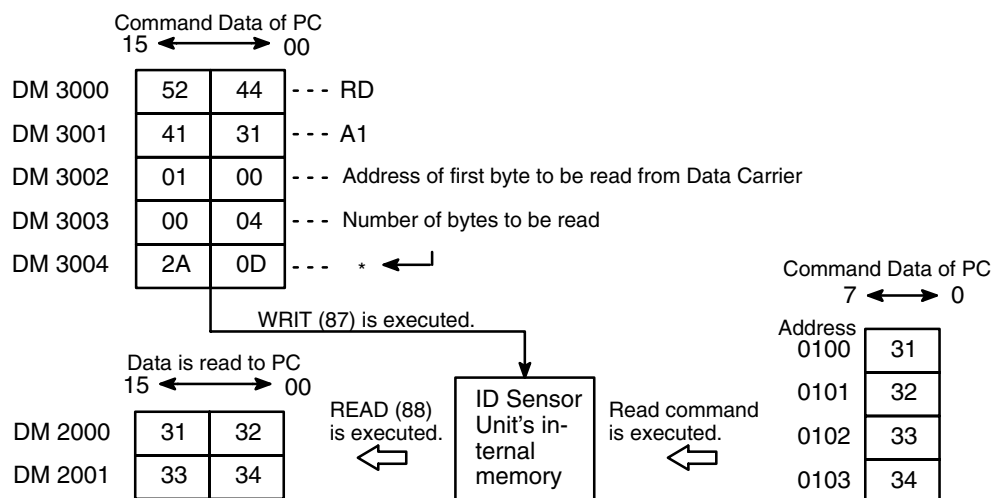 Command Data of PC
15 00
DM 3000 52 44 --- RD
DM 3001 41 31 --- A1
DM 3002 01 00 --- Address of first byte to be read from Data Carrier
DM 3003 00 04 --- Number of bytes to be read
DM 3004 2A 0D --- *
WRIT (87) is executed.
Data is read to PC
15 00
DM 2000 31 32
DM 2001 33 34
READ (88)
is executed.
ID Sensor
Unit's in-
ternal
memory
Read command
is executed.
Command Data of PC
7 0
Address
0100 31
0101 32
0102 33
0103 34